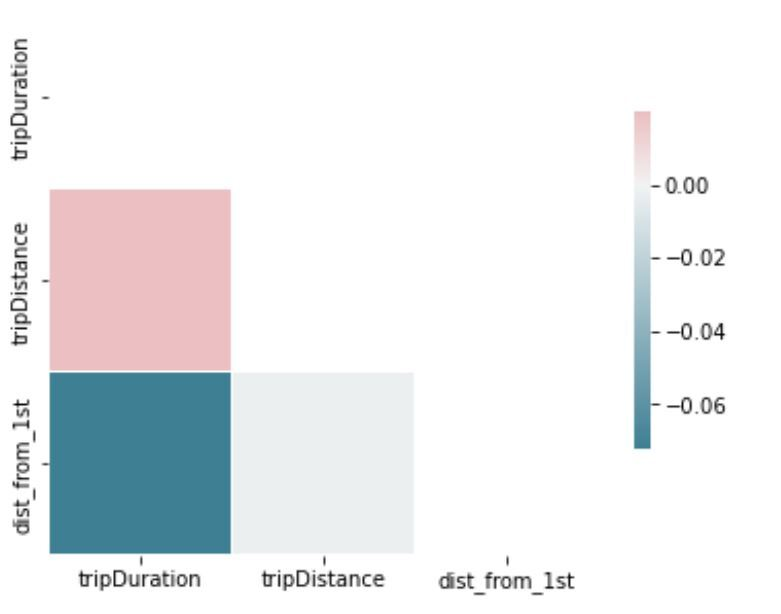 tripDuration
tripDistance
dist_from_1st
tripDuration
tripDistance
dist_from_1st
0.00
−0.02
−0.04
−0.06